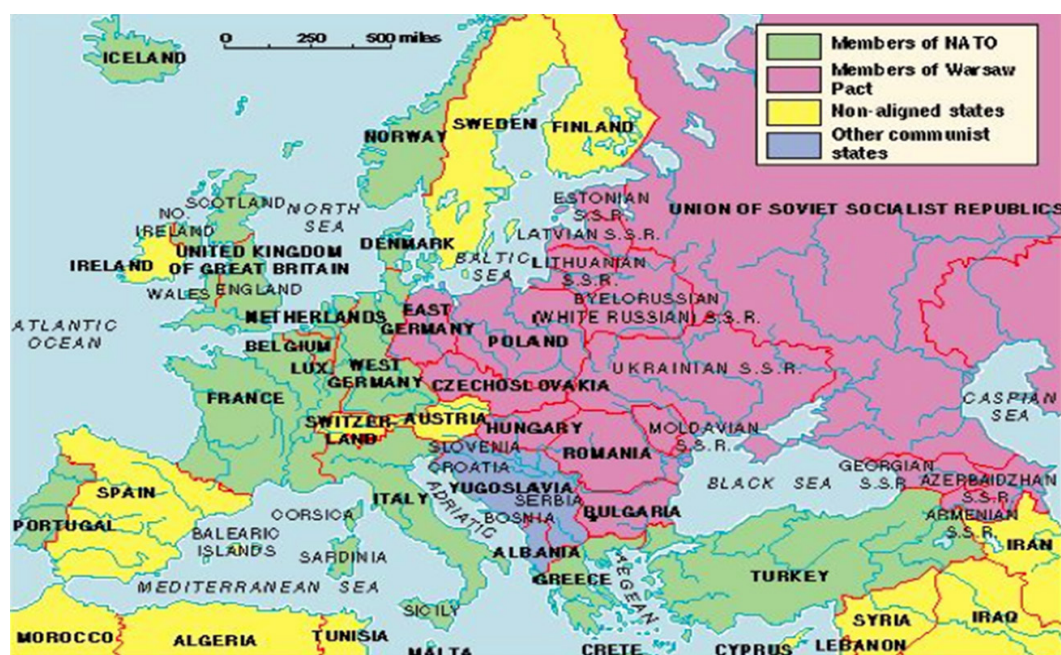 ICELAND
0 250 500 miles
Members of NATO
Members of Warsaw
Pact
Non-aligned states
Other communist
states
NORWAY
SWEDEN
FINLAND
SCOTLAND
NORTH
SEA
NO.
IRELAND
UNITED KINGDOM
OF GREAT BRITAIN
IRELAND
WALES
ENGLAND
DENMARK
BALTIC
SEA
ESTONIAN
S.S.R.
LATVIAN S.S.R.
LITHUANIAN
S.S.R.
BYELORUSSIAN
(WHITE RUSSIAN) S.S.R.
UNION OF SOVIET SOCIALIST REPUBLICS
ATLANTIC
OCEAN
NETHERLANDS
BELGIUM
LUX.
WEST
GERMANY
EAST
GERMANY
POLAND
UKRAINIAN S.S.R.
CZECHOSLOVAKIA
FRANCE
SWITZER-
LAND
AUSTRIA
HUNGARY
MOLDAVIAN
S.S.R.
CASPIAN
SEA
SLOVENIA
CROATIA
ROMANIA
YUGOSLAVIA
SERBIA
BOSNIA
BLACK SEA
GEORGIAN
S.S.R.
AZERBAIDZHAN
S.S.R.
ARMENIAN
S.S.R.
SPAIN
PORTUGAL
BALEARIC
ISLANDS
CORSICA
SARDINIA
ITALY
ADRIATIC
BULGARIA
ALBANIA
GREECE
AEGEAN
TURKEY
IRAN
MEDITERRANEAN SEA
SICILY
MOROCCO
ALGERIA
TUNISIA
MALTA
CRETE
CYPRUS
SYRIA
LEBANON
IRAQ